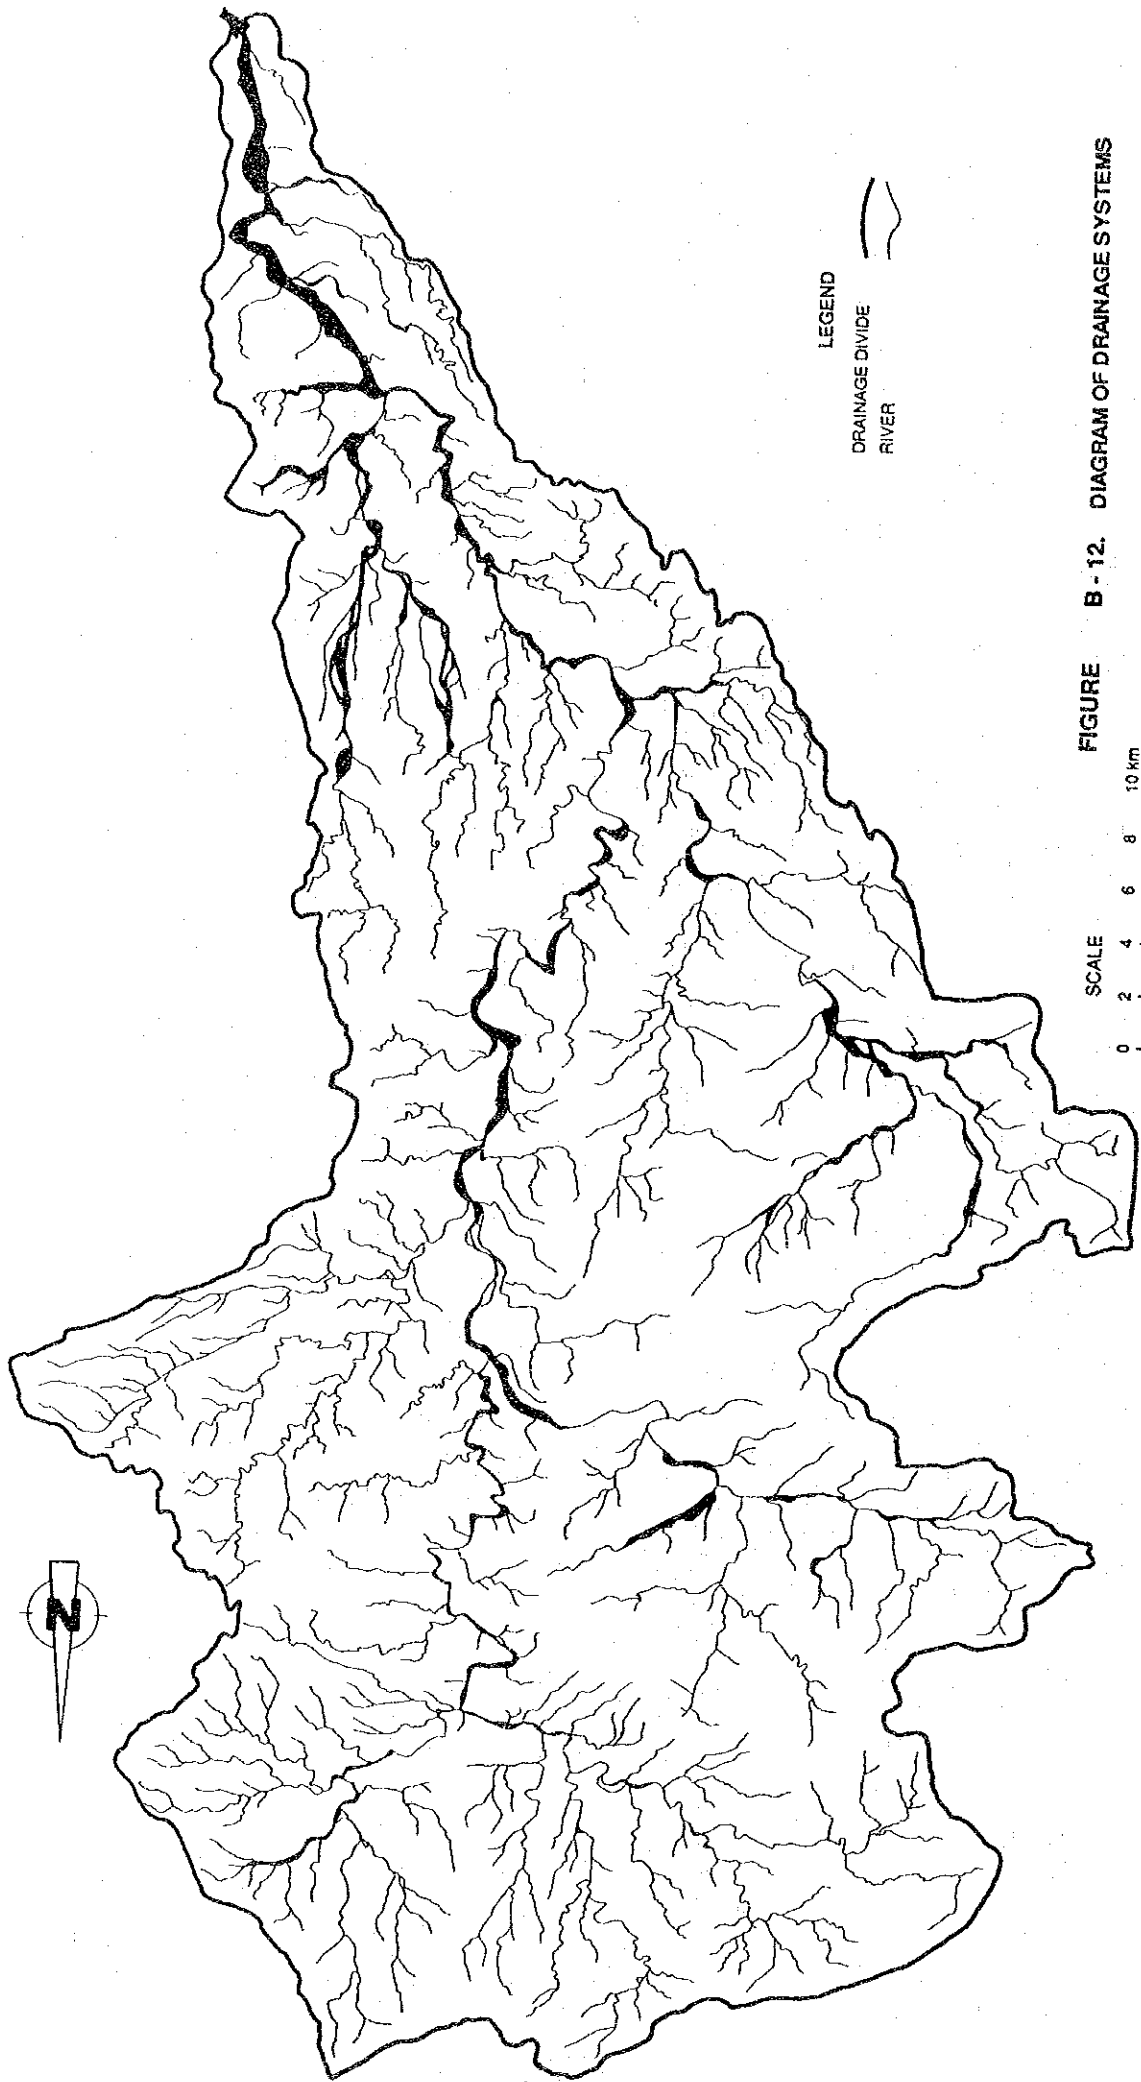 N
LEGEND
DRAINAGE DIVIDE
RIVER
SCALE
0 2 4 6 8 10 km
FIGURE B - 12. DIAGRAM OF DRAINAGE SYSTEMS